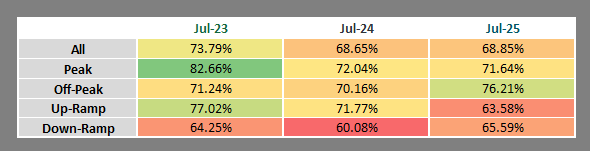 Jul-23 Jul-24 Jul-25
All 73.79% 68.65% 68.85%
Peak 82.66% 72.04% 71.64%
Off-Peak 71.24% 70.16% 76.21%
Up-Ramp 77.02% 71.77% 63.58%
Down-Ramp 64.25% 60.08% 65.59%